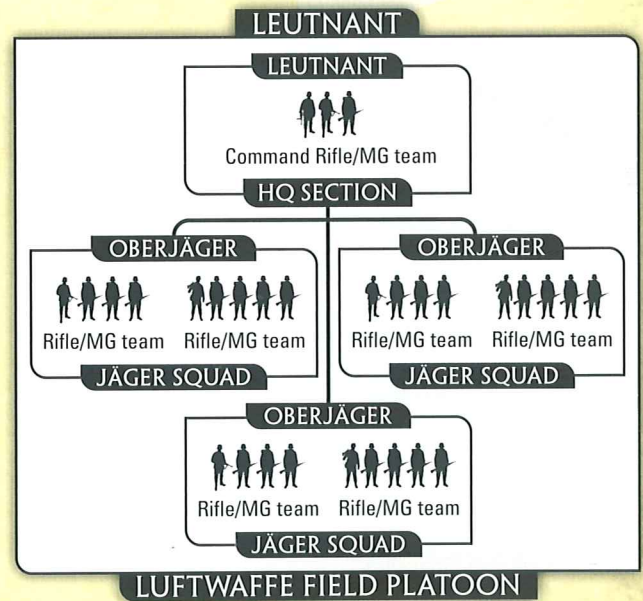 LEUTNANT
LEUTNANT
Command Rifle/MG team
HQ SECTION
OBERJÄGER
Rifle/MG team Rifle/MG team
JÄGER SQUAD
OBERJÄGER
Rifle/MG team Rifle/MG team
JÄGER SQUAD
OBERJÄGER
Rifle/MG team Rifle/MG team
JÄGER SQUAD
LUFTWAFFE FIELD PLATOON